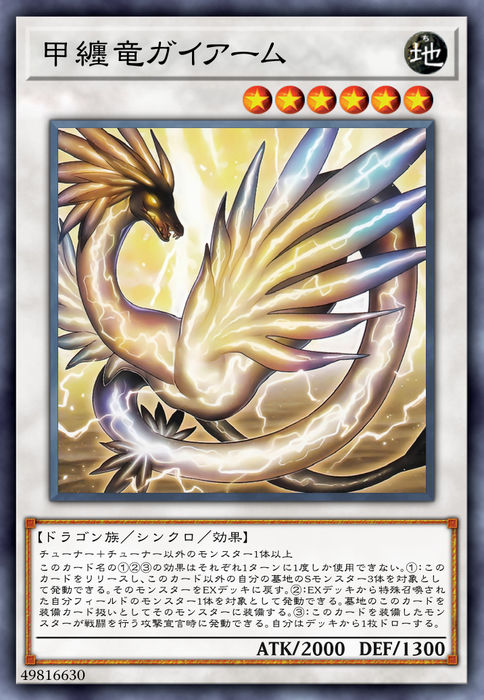 甲纏竜ガイアーム
ち
地
【ドラゴン族／シンクロ／効果】
チューナー＋チューナー以外のモンスター1体以上
このカード名の①②③の効果はそれぞれ1ターンに1度しか使用できない。①：この
カードをリリースし、このカード以外の自分の墓地のSモンスター3体を対象とし
て発動できる。そのモンスターをEXデッキに戻す。②：EXデッキから特殊召喚さ
れた自分フィールドのモンスター1体を対象として発動できる。墓地のこのカードを
装備カード扱いとしてそのモンスターに装備する。③：このカードを装備したモン
スターが戦闘を行う攻撃宣言時に発動できる。自分はデッキから1枚ドローする。
ATK/2000 DEF/1300
49816630